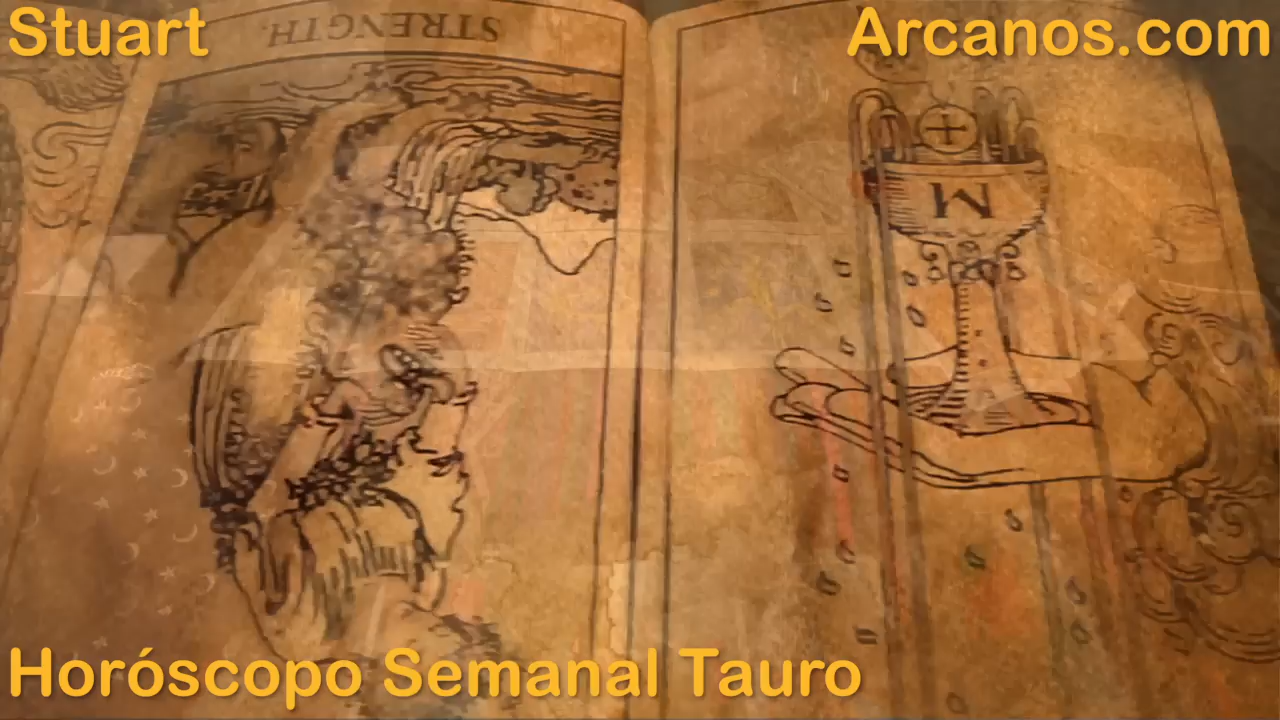 Stuart
Arcanos.com
STRENGTH.
M
Horóscopo Semanal Tauro